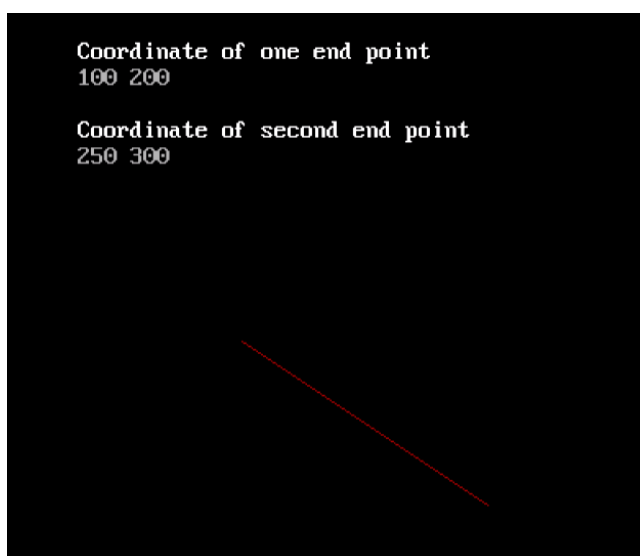 Coordinate of one end point
100 200
Coordinate of second end point
250 300